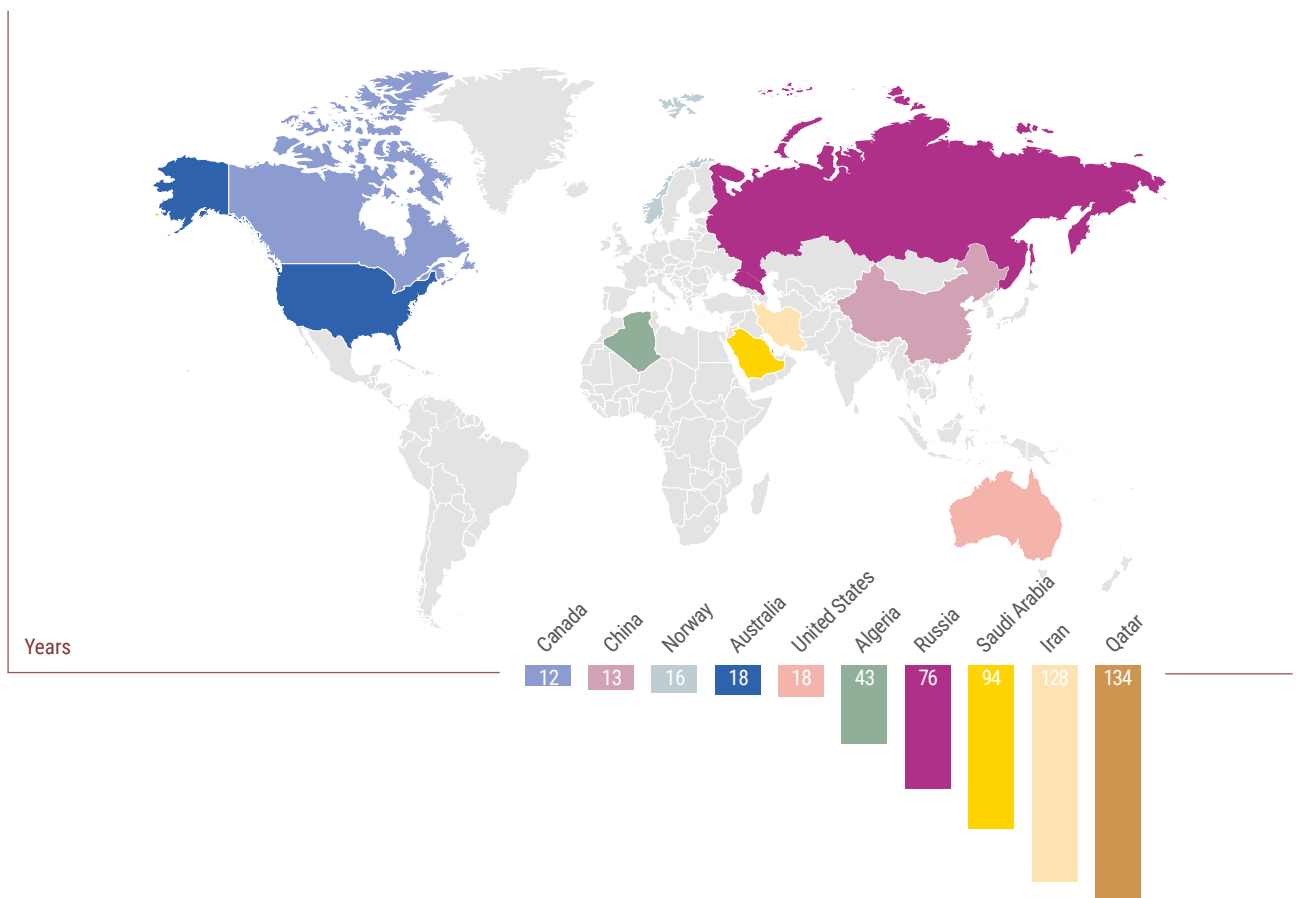 Years
Canada
China
Norway
Australia
United States
Algeria
Russia
Saudi Arabia
Iran
Qatar
12
13
16
18
18
43
76
94
128
134